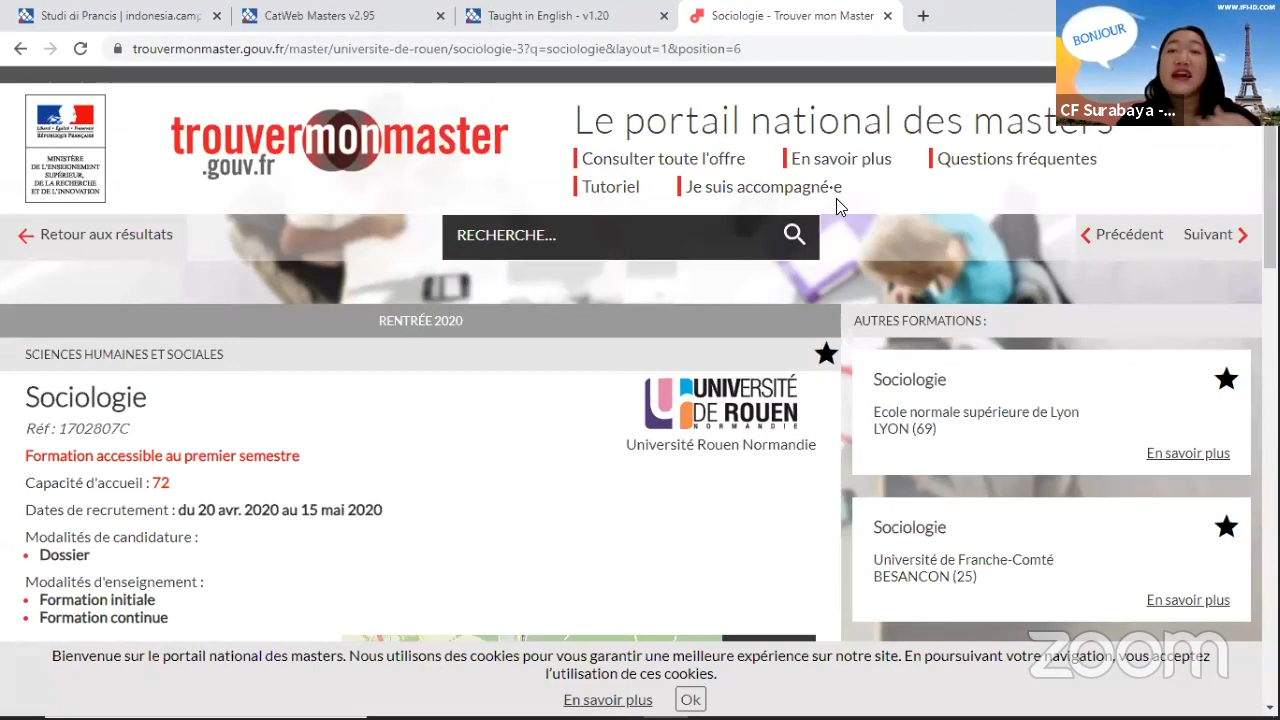 Studi di Prancis | indonesia.camp
CatWeb Masters v2.95
Taught in English - v1.20
Sociologie - Trouver mon Master
trouvermonmaster.gouv.fr/master/universite-de-rouen/sociologie-3?q=sociologie&layout=1&position=6
WWW.IFHD.COM
BONJOUR
CF Surabaya -...
Liberté • Égalité • Fraternité
RÉPUBLIQUE FRANÇAISE
MINISTÈRE
DE L'ENSEIGNEMENT
SUPÉRIEUR,
DE LA RECHERCHE
ET DE L'INNOVATION
trouvermonmaster
.gouv.fr
Le portail national des masters
Consulter toute l'offre
En savoir plus
Questions fréquentes
Tutoriel
Je suis accompagné·e
Retour aux résultats
RECHERCHE...
Précédent
Suivant
RENTRÉE 2020
SCIENCES HUMAINES ET SOCIALES
Sociologie
Réf : 1702807C
Formation accessible au premier semestre
Capacité d'accueil : 72
Dates de recrutement : du 20 avr. 2020 au 15 mai 2020
Modalités de candidature :
Dossier
Modalités d'enseignement :
Formation initiale
Formation continue
UNIVERSITÉ
DE ROUEN
NORMANDIE
Université Rouen Normandie
AUTRES FORMATIONS :
Sociologie
Ecole normale supérieure de Lyon
LYON (69)
En savoir plus
Sociologie
Université de Franche-Comté
BESANCON (25)
En savoir plus
zoom
Bienvenue sur le portail national des masters. Nous utilisons des cookies pour vous garantir une meilleure expérience sur notre site. En poursuivant votre navigation, vous acceptez
l'utilisation de ces cookies.
En savoir plus
Ok